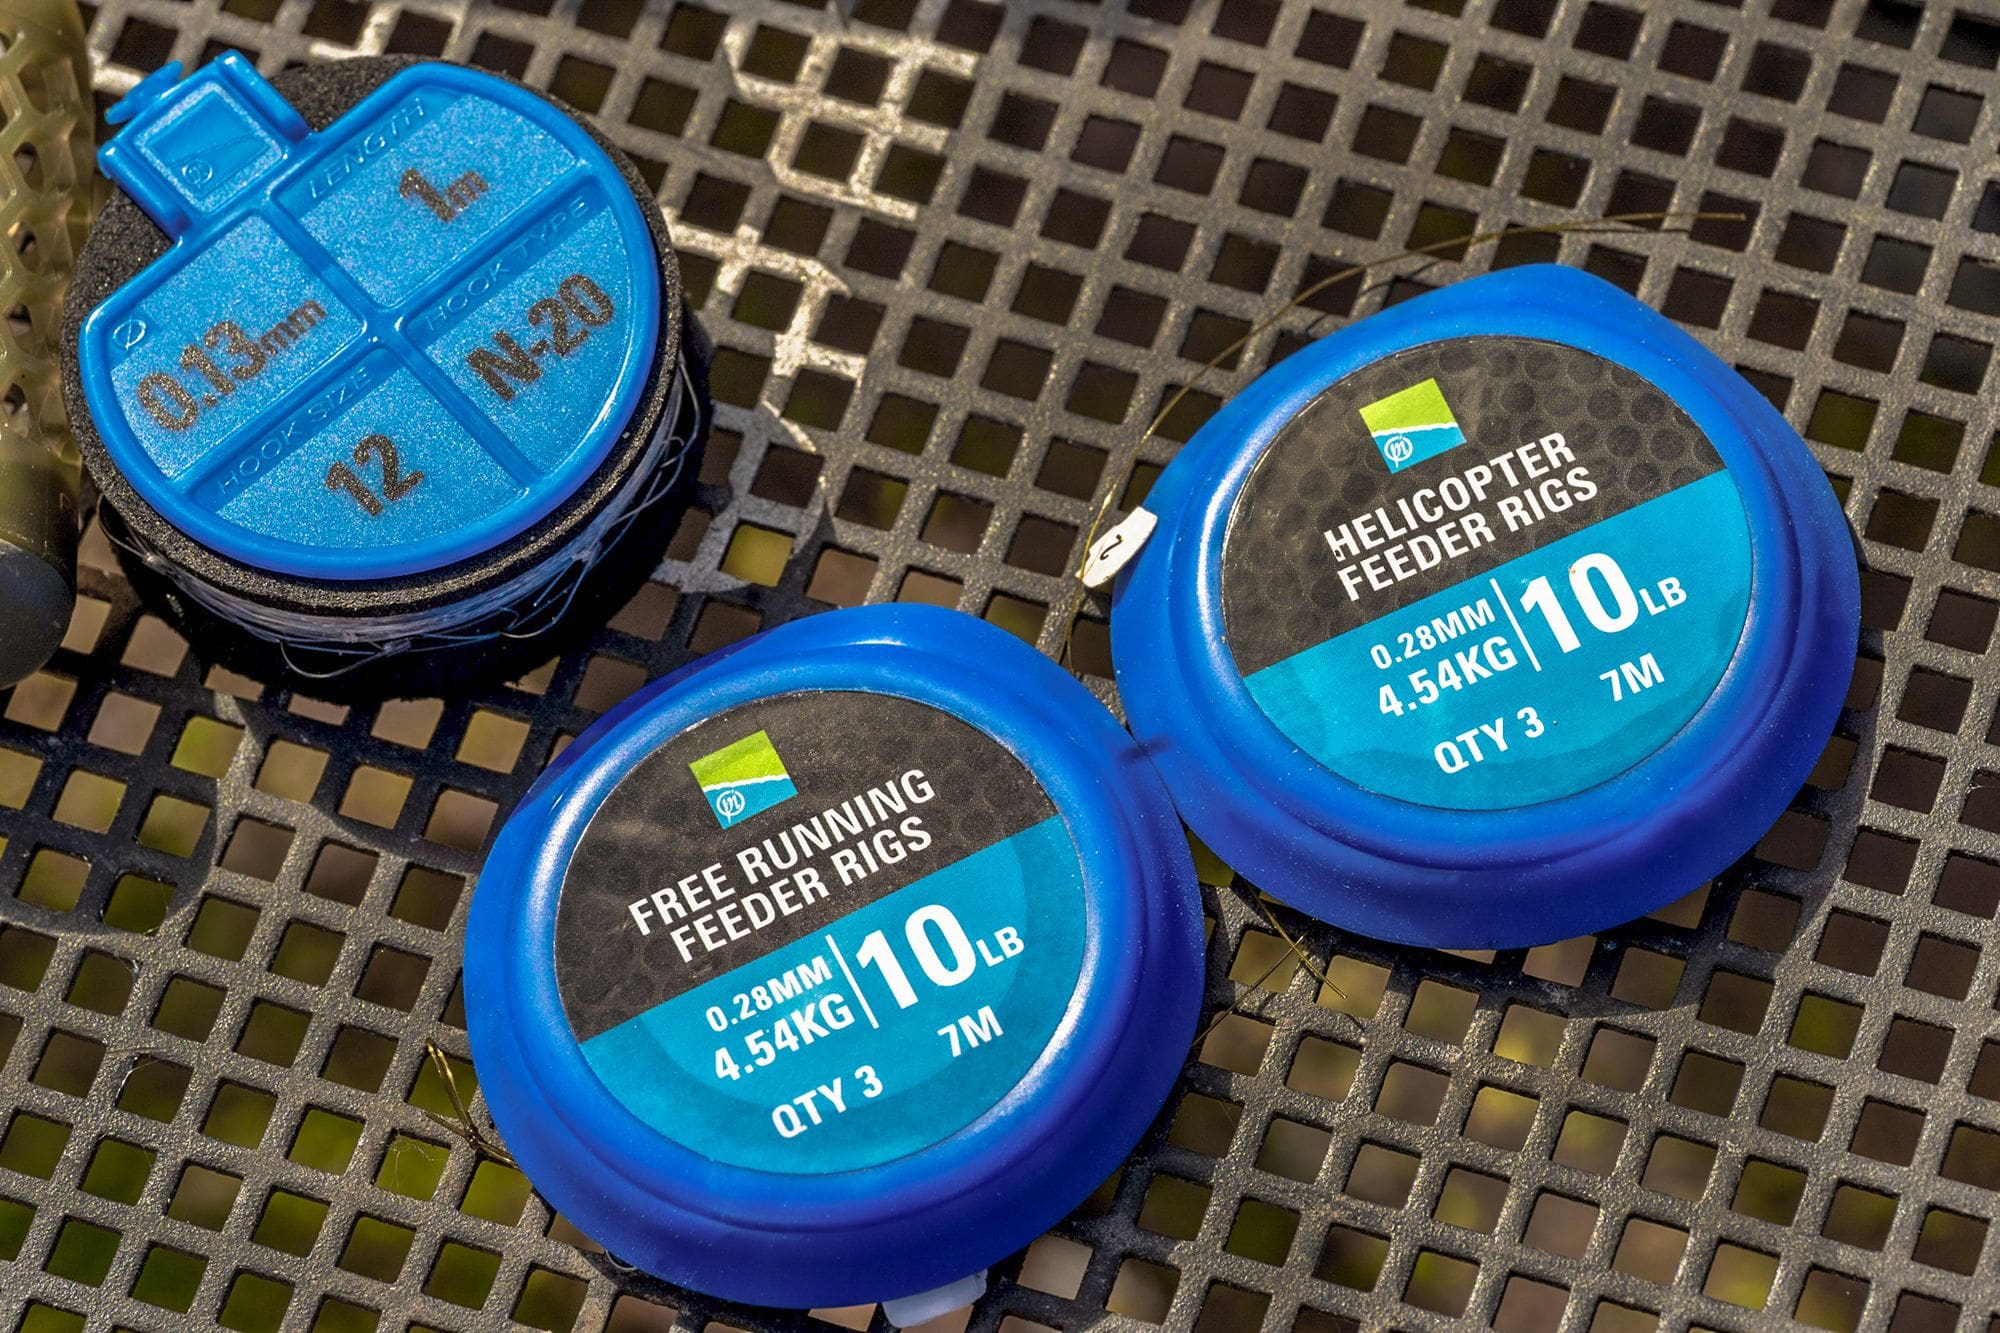 LENGTH
1m
Ø
0.13mm
HOOK TYPE
N-20
HOOK SIZE
12
HELICOPTER
FEEDER RIGS
0.28MM
4.54KG
10LB
7M
QTY 3
2
FREE RUNNING
FEEDER RIGS
0.28MM
4.54KG
10LB
7M
QTY 3